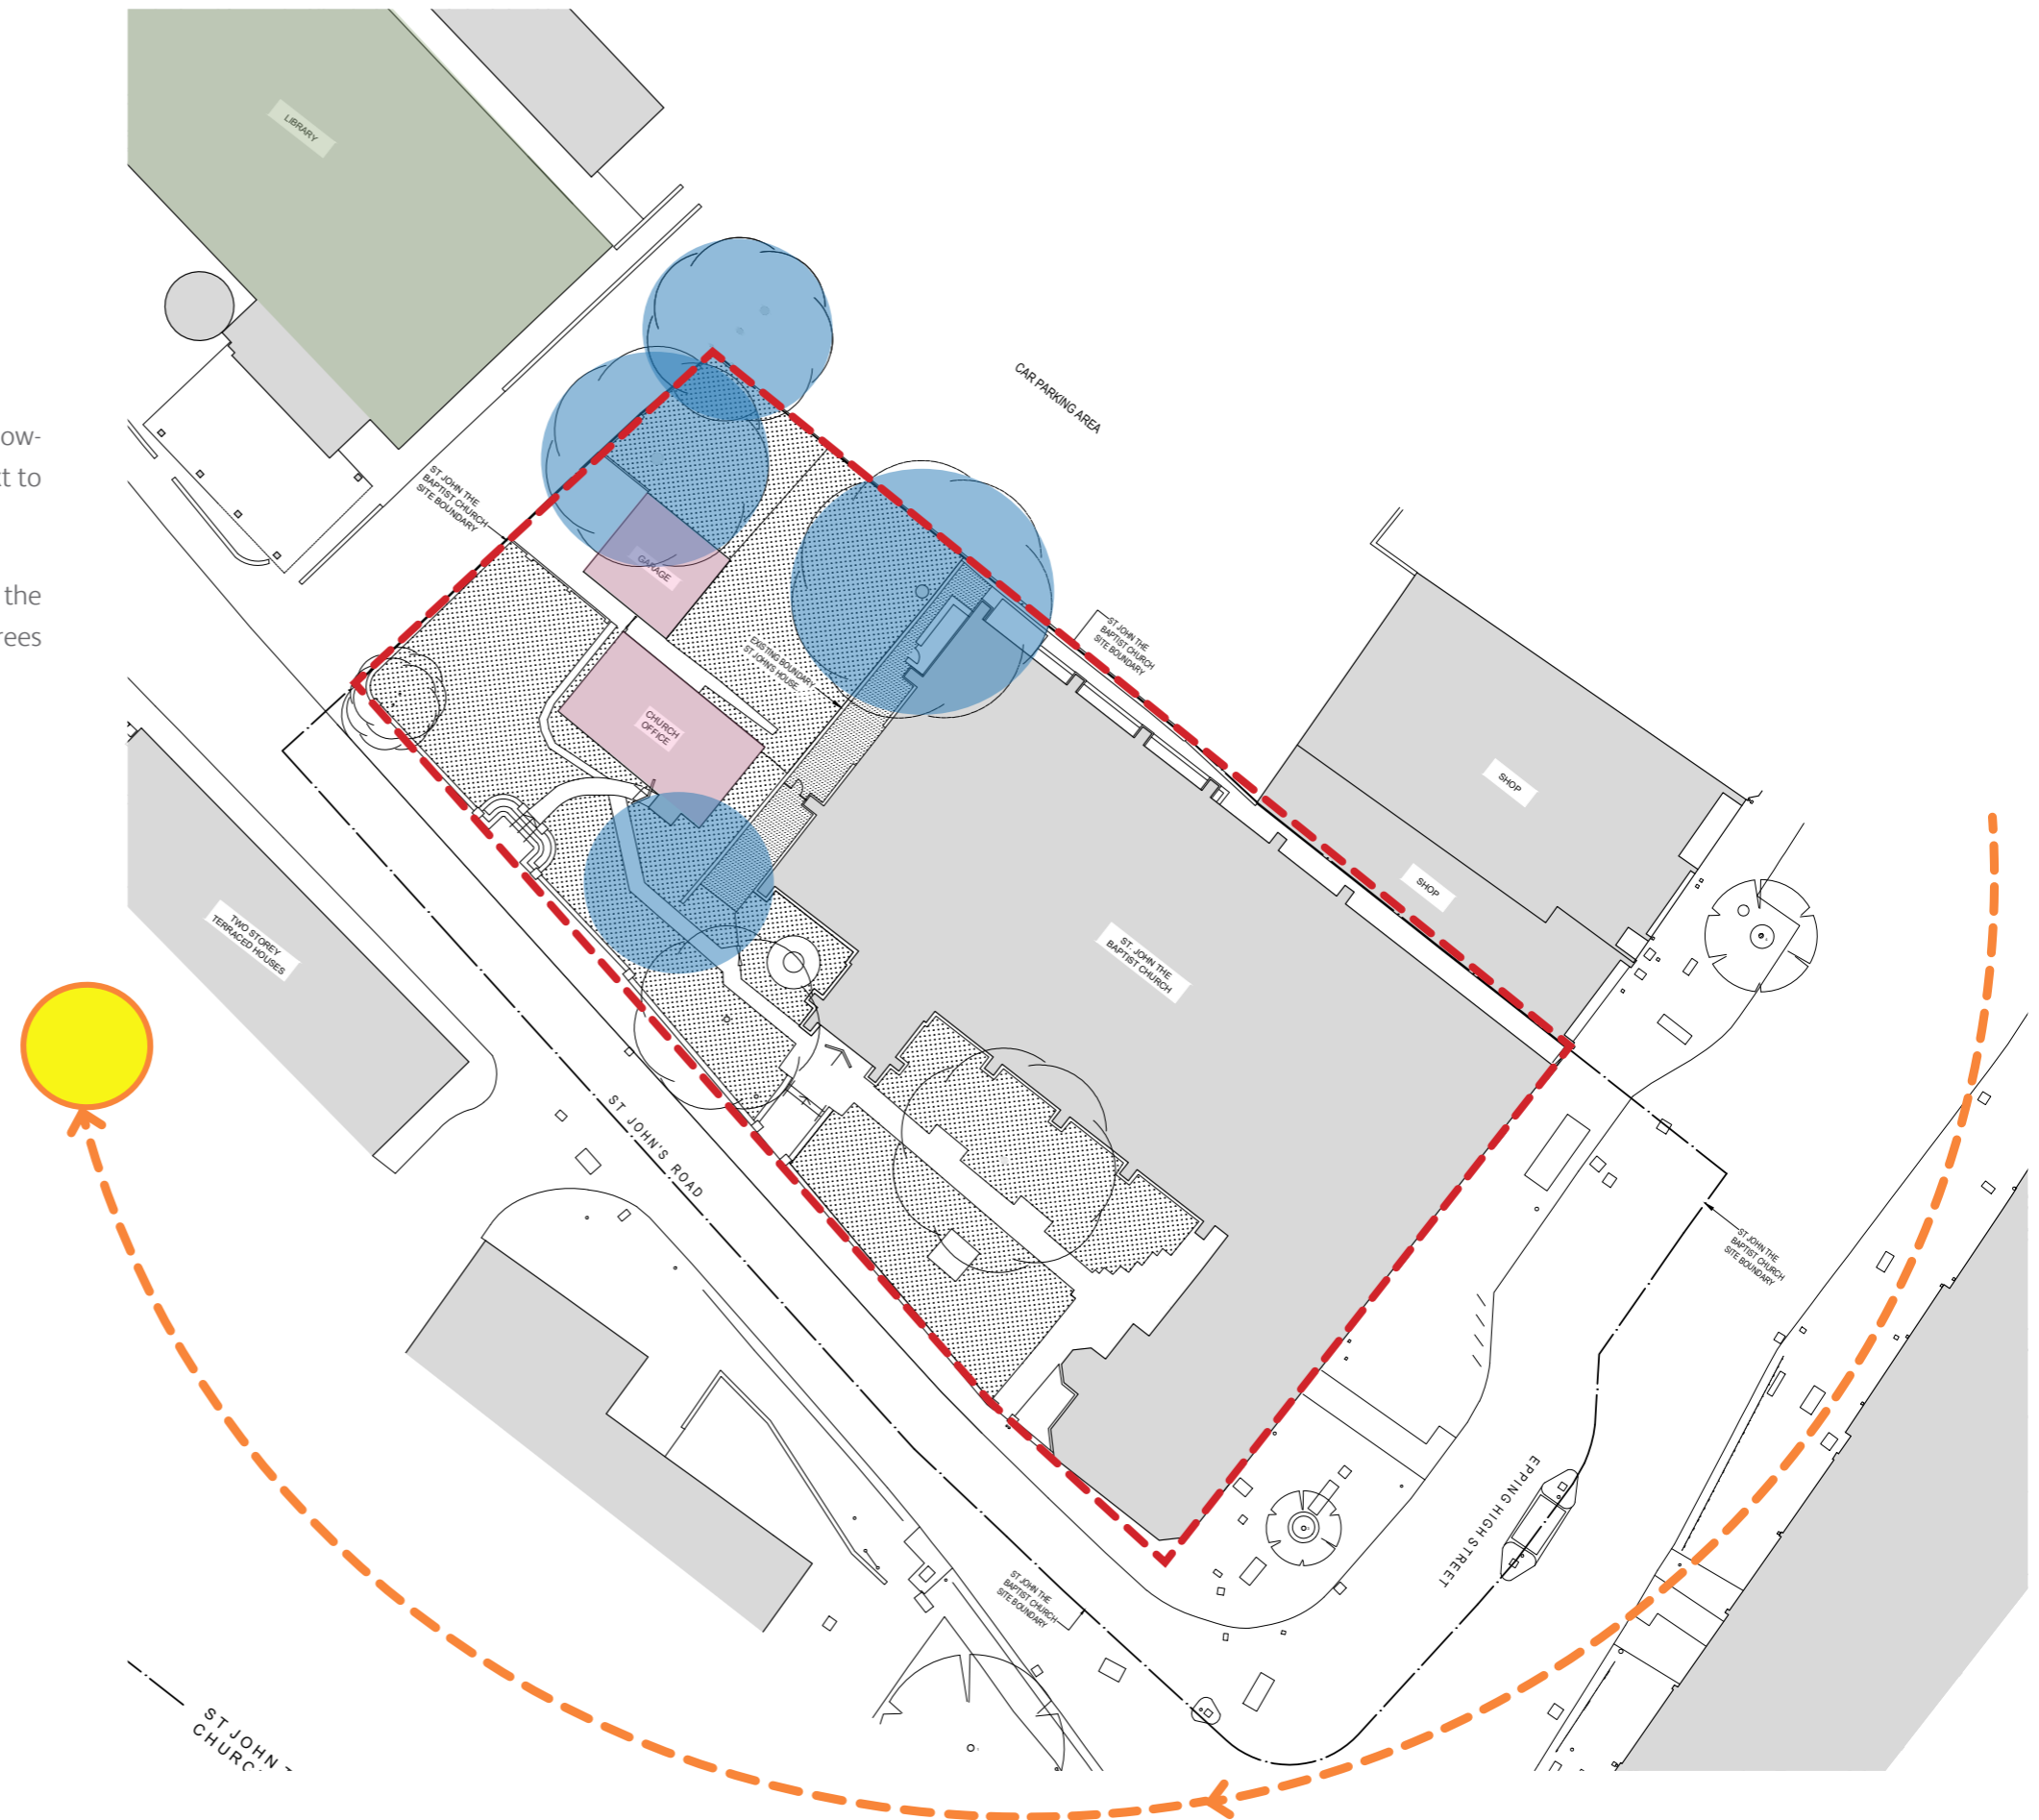 LIBRARY
CAR PARKING AREA
ow-
t to
the
rees
ST JOHN THE
BAPTIST CHURCH
SITE BOUNDARY
GARAGE
EXISTING BOUNDARY
ST JOHN'S HOUSE
ST JOHN THE
BAPTIST CHURCH
SITE BOUNDARY
CHURCH
OFFICE
SHOP
SHOP
TWO STOREY
TERRACED HOUSES
ST. JOHN THE
BAPTIST CHURCH
ST JOHN'S ROAD
ST JOHN THE
BAPTIST CHURCH
SITE BOUNDARY
EPPING HIGH STREET
ST JOHN THE
BAPTIST CHURCH
SITE BOUNDARY
ST JOHN
CHURC